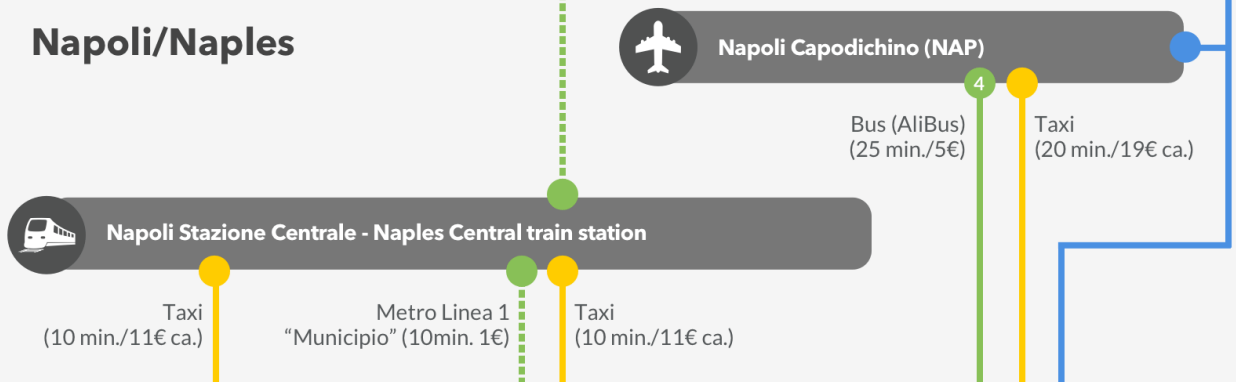 Napoli/Naples
Napoli Capodichino (NAP)
4
Bus (AliBus)
(25 min./5€)
Taxi
(20 min./19€ ca.)
Napoli Stazione Centrale - Naples Central train station
Taxi
(10 min./11€ ca.)
Metro Linea 1
“Municipio” (10min. 1€)
Taxi
(10 min./11€ ca.)